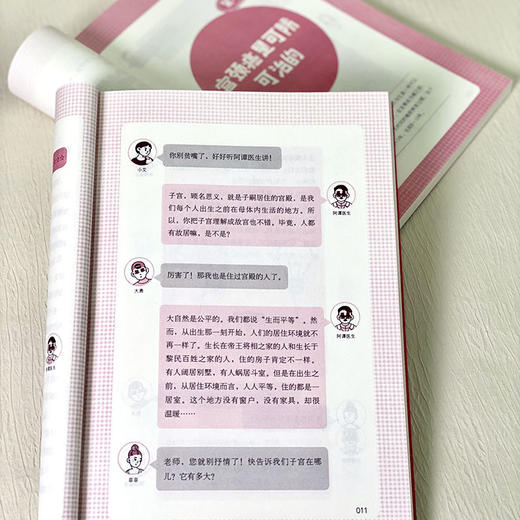 宫颈癌是可防
可治的
你别贫嘴了，好好听阿谭医生讲！
小艾
子宫，顾名思义，就是子嗣居住的宫殿，是我
们每个人出生之前在母体内生活的地方。所
以，你把子宫理解成故宫也不错。毕竟，人都
有故居嘛，是不是？
阿谭医生
厉害了！那我也是住过宫殿的人了。
大勇
大自然是公平的。我们都说“生而平等”。然
而，从出生那一刻开始，人们的居住环境就不
再一样了。生长在帝王将相之家的人和生长于
黎民百姓之家的人，住的房子肯定不一样。
有人阔居别墅，有人蜗居斗室。但是在出生之
前，从居住环境而言，人人平等，住的都是一
居室。这个地方没有窗户，没有家具，却很
温暖……
阿谭医生
老师，您就别抒情了！快告诉我们子宫在哪
儿？它有多大？
011